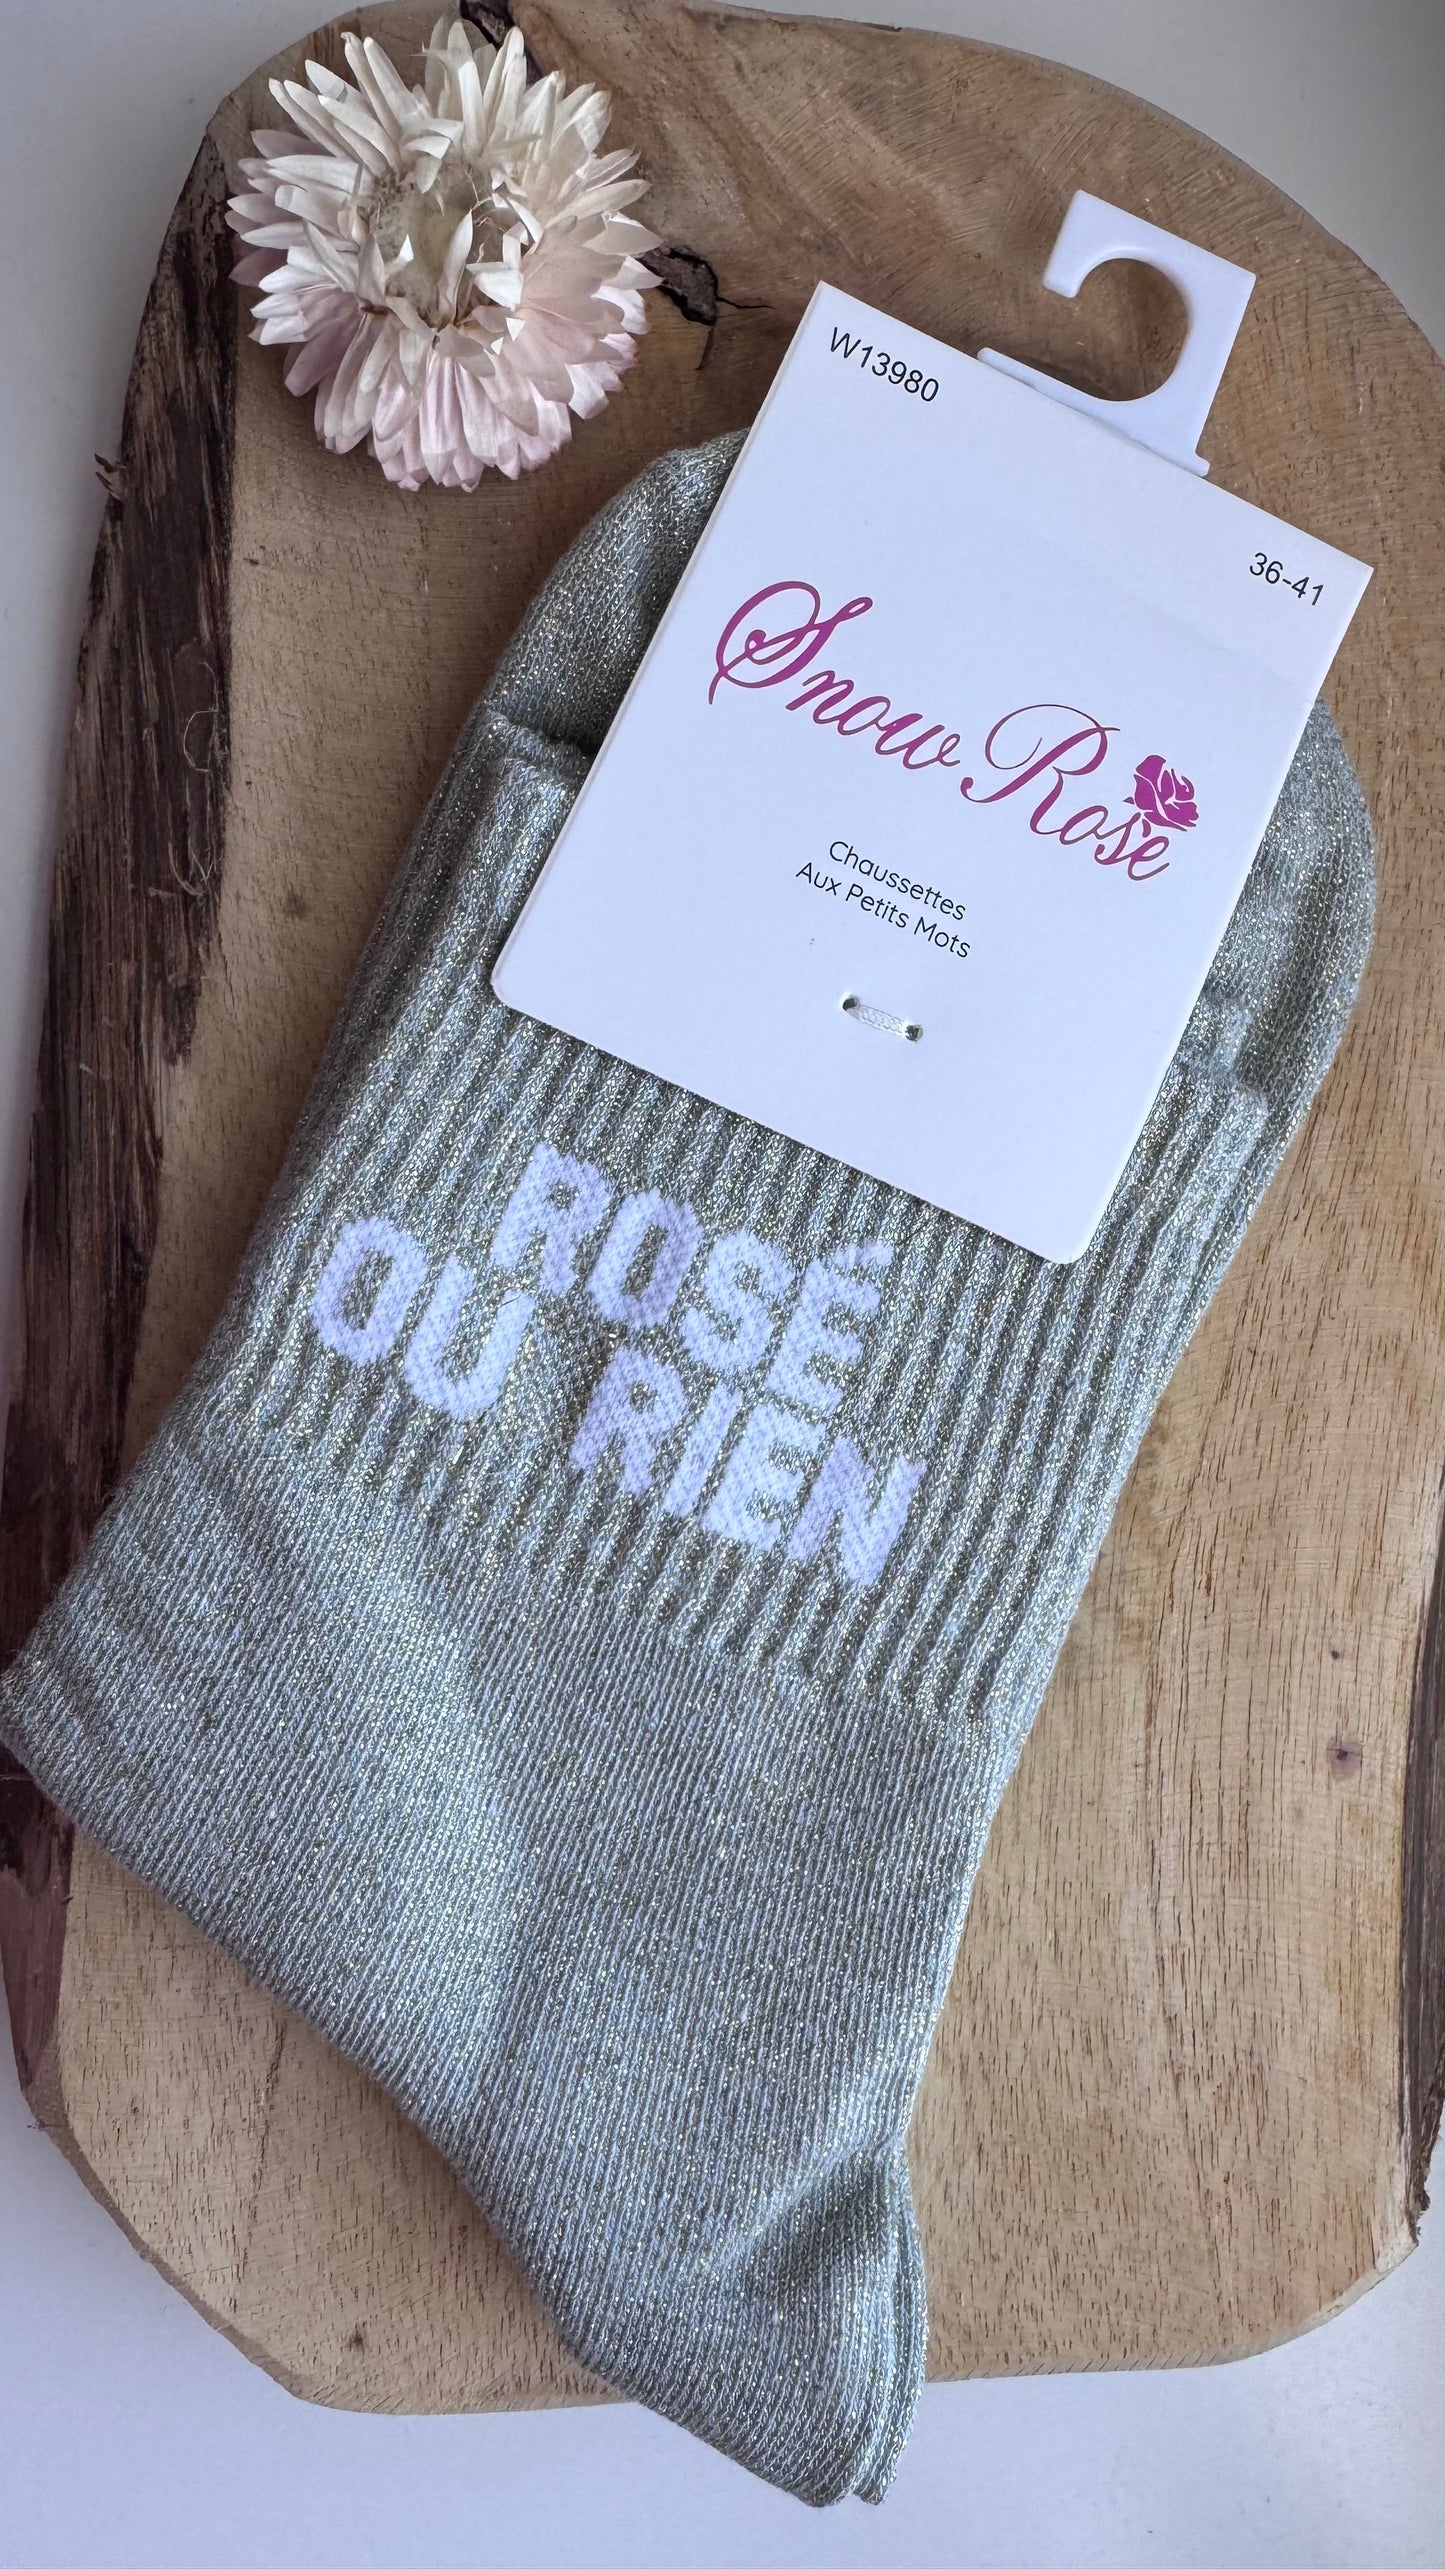 W13980
36-41
Snow Rose
Chaussettes
Aux Petits Mots
ROSÉ
OU RIEN